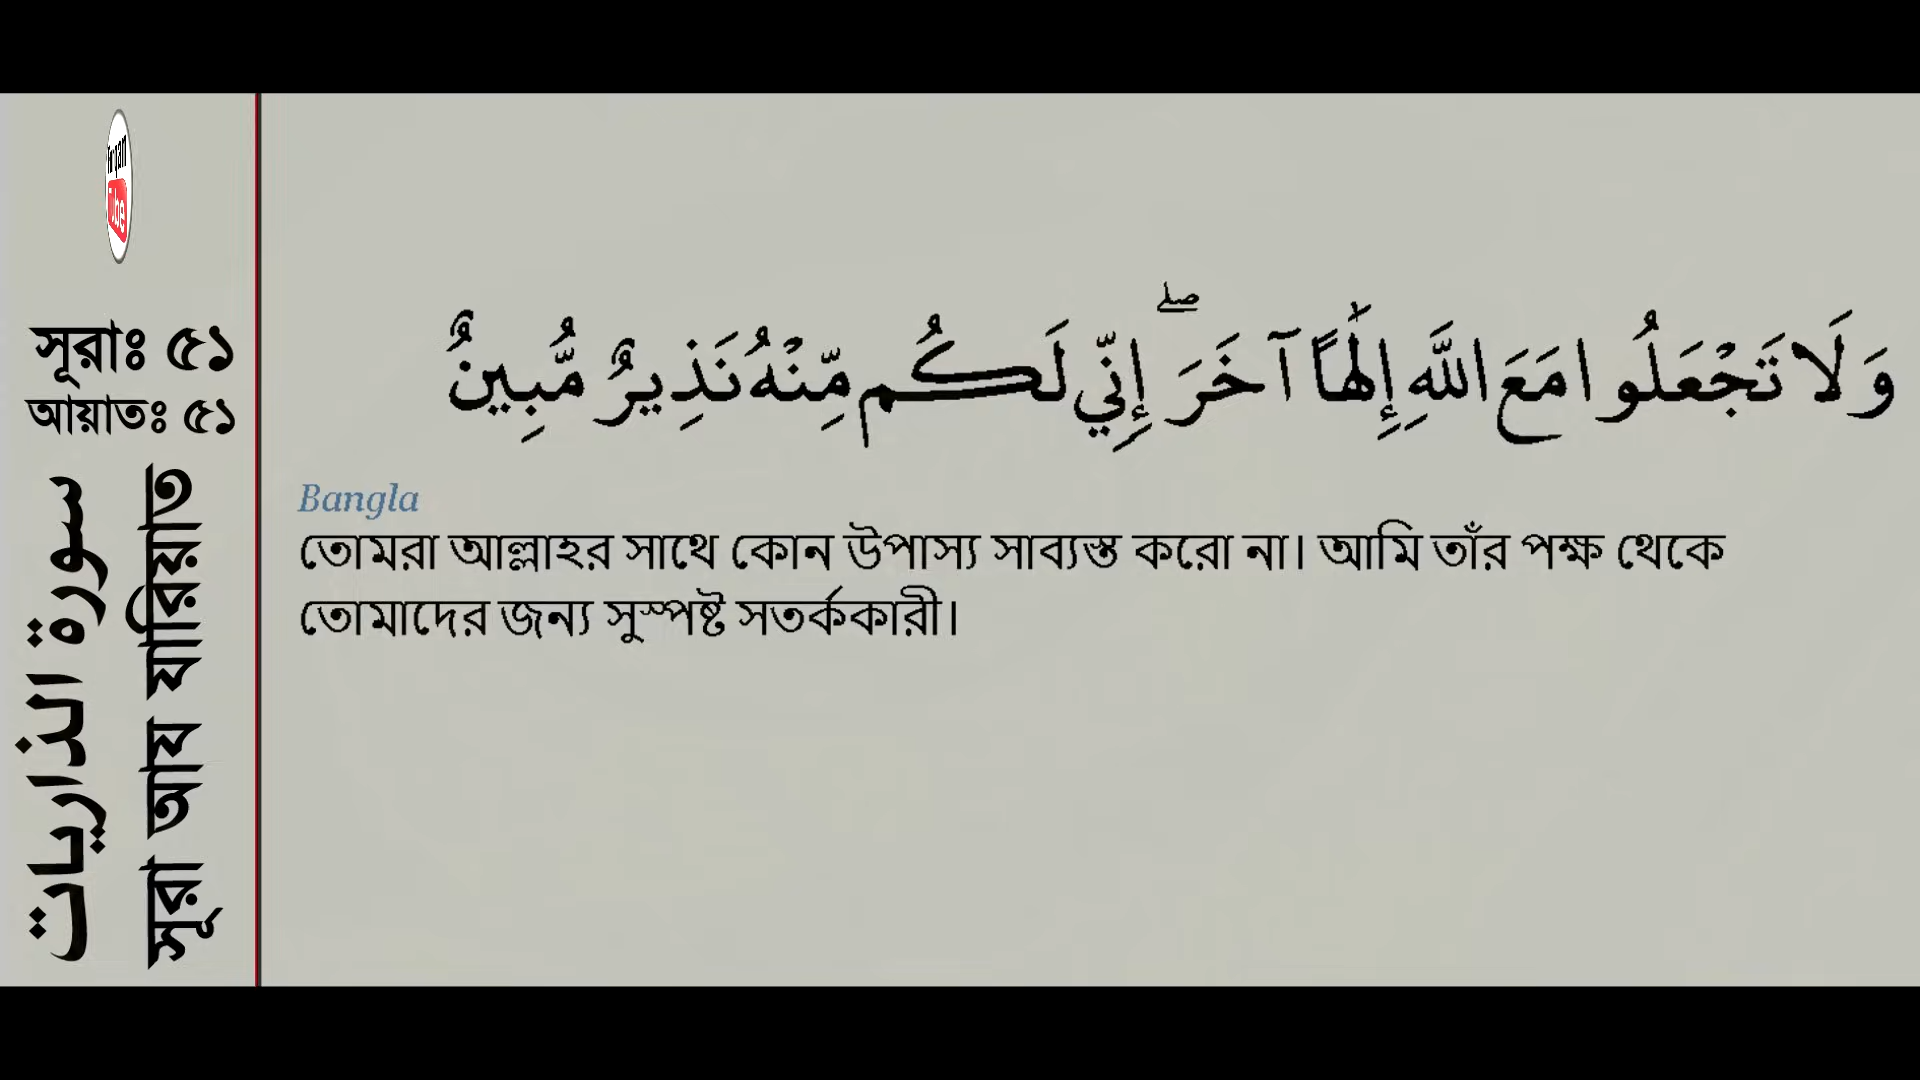 সূরাঃ ৫১
আয়াতঃ ৫১
سورة الذاريات
সূরা আয যারিয়াত
وَلَا تَجْعَلُوا مَعَ اللَّهِ إِلَٰهًا آخَرَ ۖ إِنِّي لَكُم مِّنْهُ نَذِيرٌ مُّبِينٌ
Bangla
তোমরা আল্লাহর সাথে কোন উপাস্য সাব্যস্ত করো না। আমি তাঁর পক্ষ থেকে
তোমাদের জন্য সুস্পষ্ট সতর্ককারী।